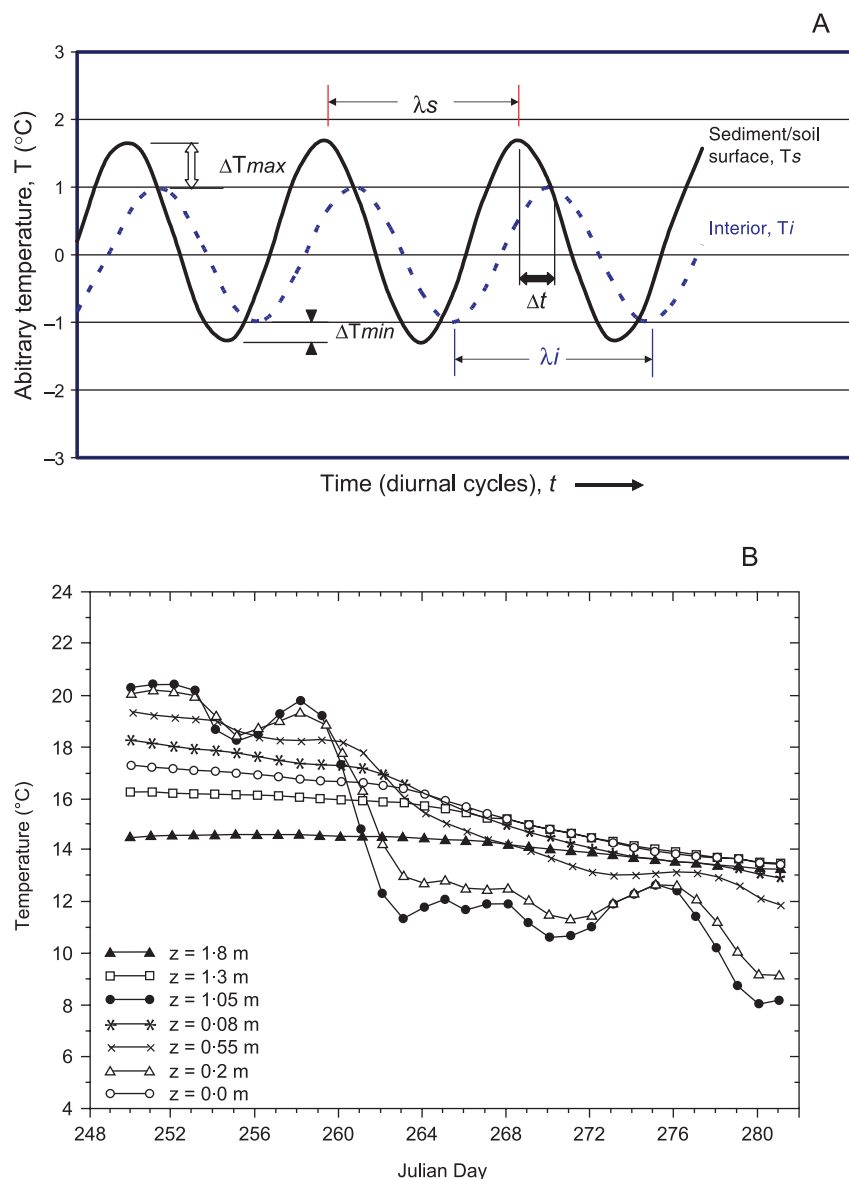 A
3
2
1
0
–1
–2
–3
Abitrary temperature, T (°C)
λs
ΔTmax
Sediment/soil
surface, Ts
Interior, Ti
Δt
ΔTmin
λi
Time (diurnal cycles), t
B
24
22
20
18
16
14
12
10
8
6
4
Temperature (°C)
z = 1·8 m
z = 1·3 m
z = 1·05 m
z = 0·08 m
z = 0·55 m
z = 0·2 m
z = 0·0 m
248 252 256 260 264 268 272 276 280
Julian Day